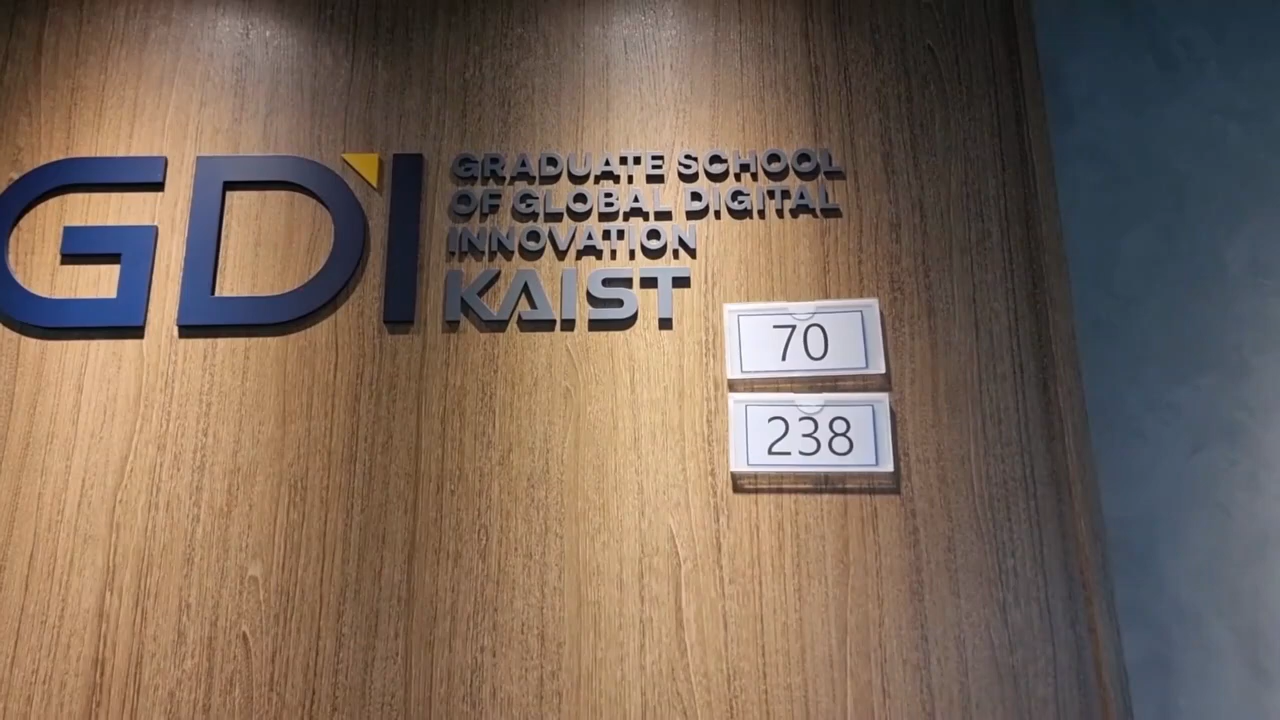 GDI
GRADUATE SCHOOL
OF GLOBAL DIGITAL
INNOVATION
KAIST
70
238